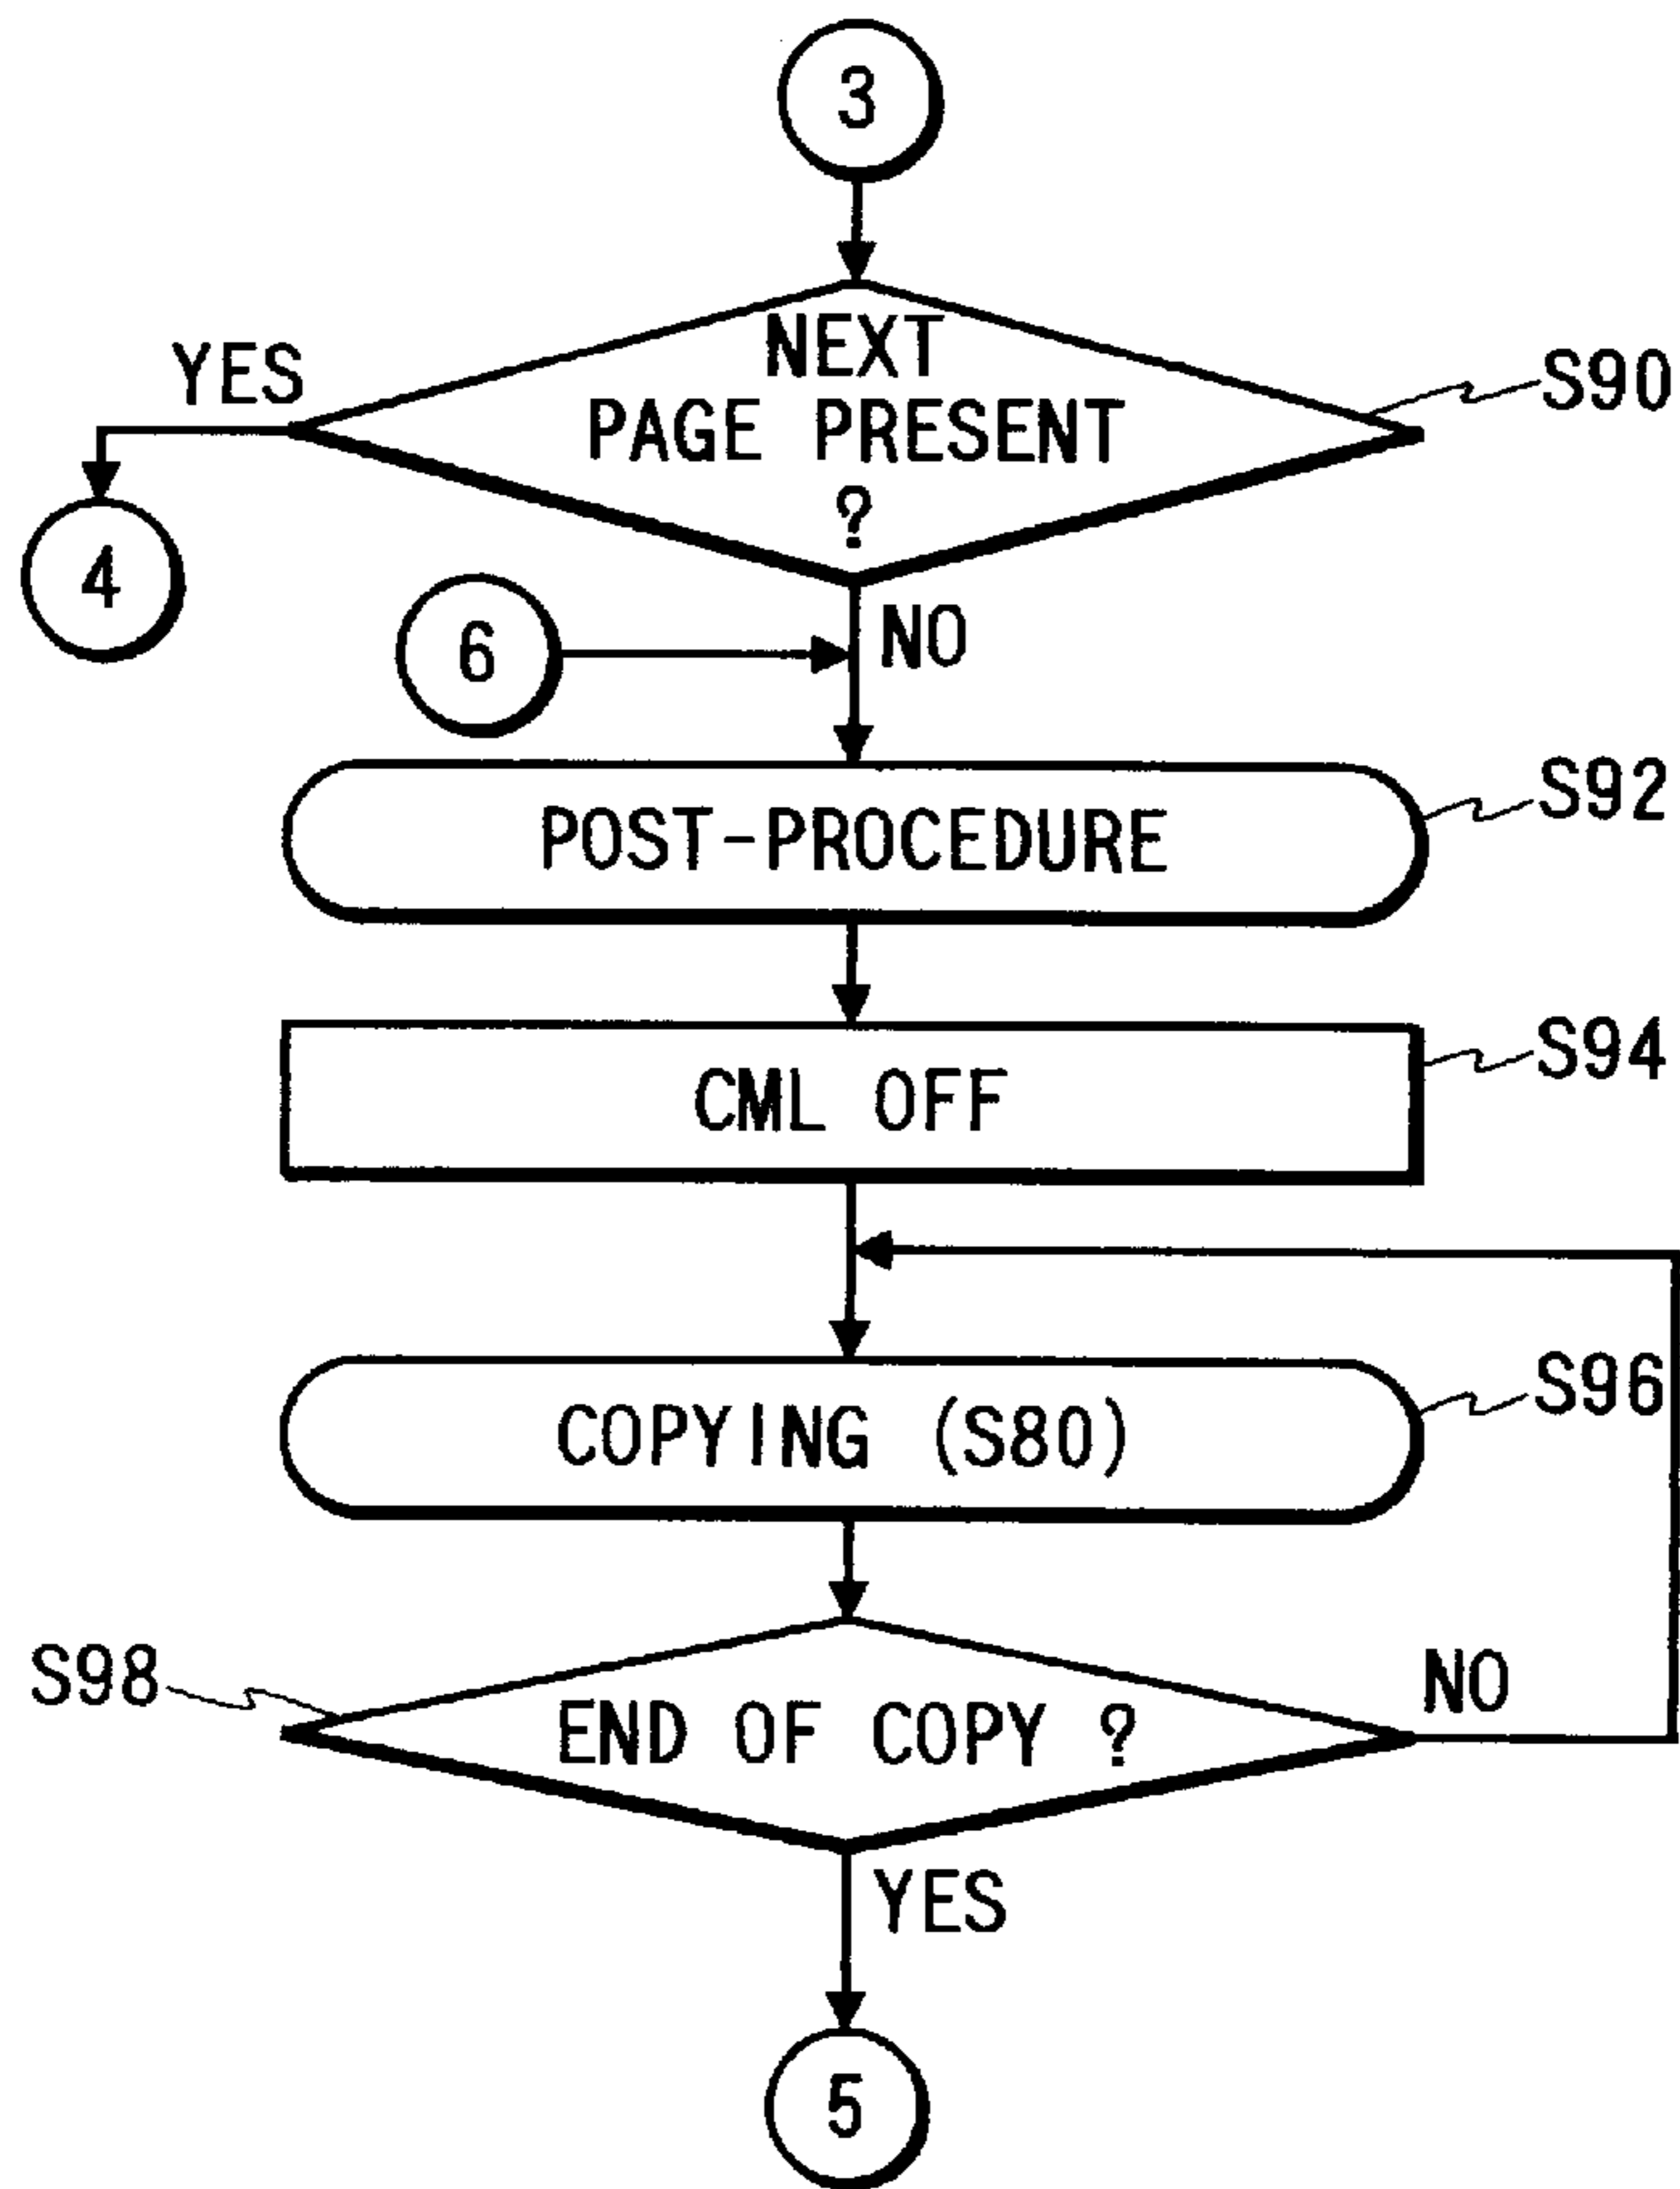 3
NEXT
YES
S90
PAGE PRESENT
?
4
6
NO
S92
POST-PROCEDURE
S94
CML OFF
S96
COPYING (S80)
S98
NO
END OF COPY ?
YES
5